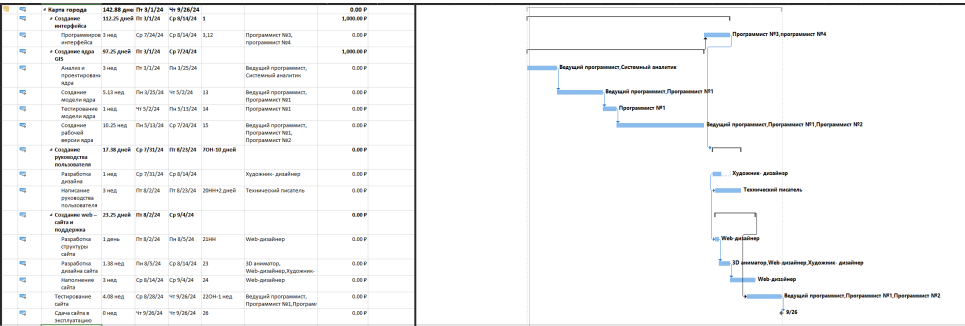 Карта города 142.88 дне Пт 3/1/24 Чт 9/26/24 0.00 ₽
Создание 112.25 дней Пт 3/1/24 Ср 8/14/24 1 1,000.00 ₽
интерфейса
Программиров 3 нед Ср 7/24/24 Ср 8/14/24 3,12 Программист №3, 0.00 ₽ Программист №3,программист №4
интерфейса программист №4
Создание ядра 97.25 дней Пт 3/1/24 Ср 7/24/24 1,000.00 ₽
GIS
Анализ и 3 нед Пт 3/1/24 Пн 3/25/24 Ведущий программист, 0.00 ₽ Ведущий программист,Системный аналитик
проектировани Системный аналитик
ядра
Создание 5.13 нед Пн 3/25/24 Чт 5/2/24 13 Ведущий программист, 0.00 ₽ Ведущий программист,Программист №1
модели ядра Программист №1
Тестирование 1 нед Чт 5/2/24 Пн 5/13/24 14 Программист №1 0.00 ₽ Программист №1
модели ядра
Создание 10.25 нед Пн 5/13/24 Ср 7/24/24 15 Ведущий программист, 0.00 ₽ Ведущий программист,Программист №1,Программист №2
рабочей Программист №1,
версии ядра Программист №2
Создание 17.38 дней Ср 7/31/24 Пт 8/23/24 7ОН-10 дней 0.00 ₽
руководства
пользователя
Разработка 1 нед Ср 7/31/24 Ср 8/14/24 Художник- дизайнер 0.00 ₽ Художник- дизайнер
дизайна
Написание 3 нед Пт 8/2/24 Пт 8/23/24 20НН+2 дней Технический писатель 0.00 ₽ Технический писатель
руководства
пользователя
Создание web – 23.25 дней Пт 8/2/24 Ср 9/4/24 0.00 ₽
сайта и
поддержка
Разработка 1 день Пт 8/2/24 Пн 8/5/24 21НН Web-дизайнер 0.00 ₽ Web-дизайнер
структуры
сайта
Разработка 1.38 нед Пн 8/5/24 Ср 8/14/24 23 3D аниматор, 0.00 ₽ 3D аниматор,Web-дизайнер,Художник- дизайнер
дизайна сайта Web-дизайнер,Художник-
Наполнение 3 нед Ср 8/14/24 Ср 9/4/24 24 Web-дизайнер 0.00 ₽ Web-дизайнер
сайта
Тестирование 4.08 нед Ср 8/28/24 Чт 9/26/24 22ОН-1 нед Ведущий программист, 0.00 ₽ Ведущий программист,Программист №1,Программист №2
сайта Программист №1,Програм
Сдача сайта в 0 нед Чт 9/26/24 Чт 9/26/24 26 0.00 ₽ 9/26
эксплуатацию